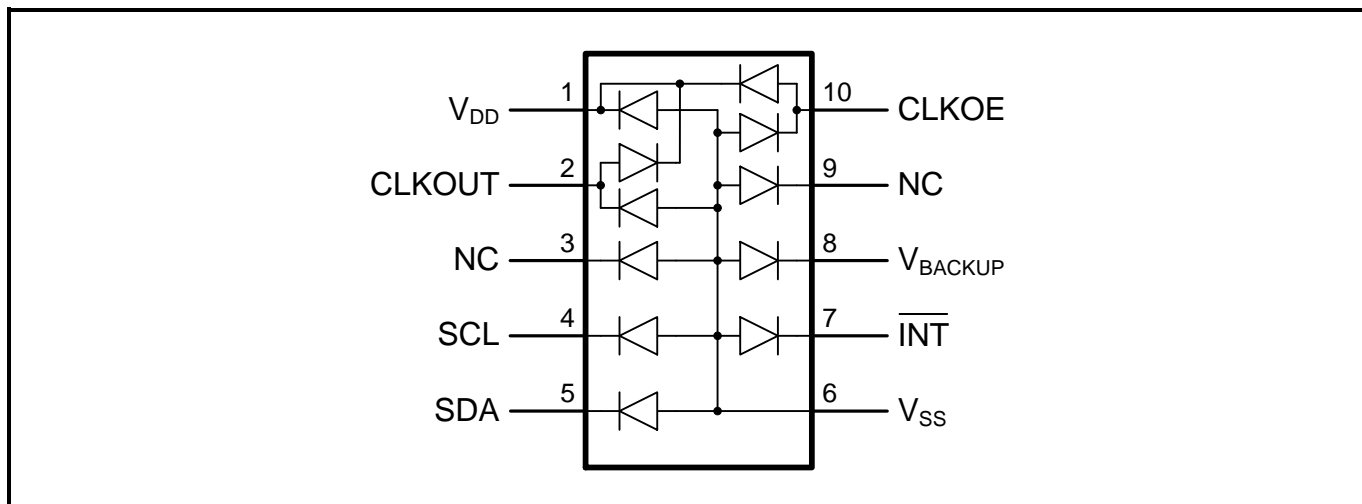 1 10
V_DD CLKOE
2 9
CLKOUT NC
3 8
NC V_BACKUP
4 7
SCL I̅N̅T̅
5 6
SDA V_SS